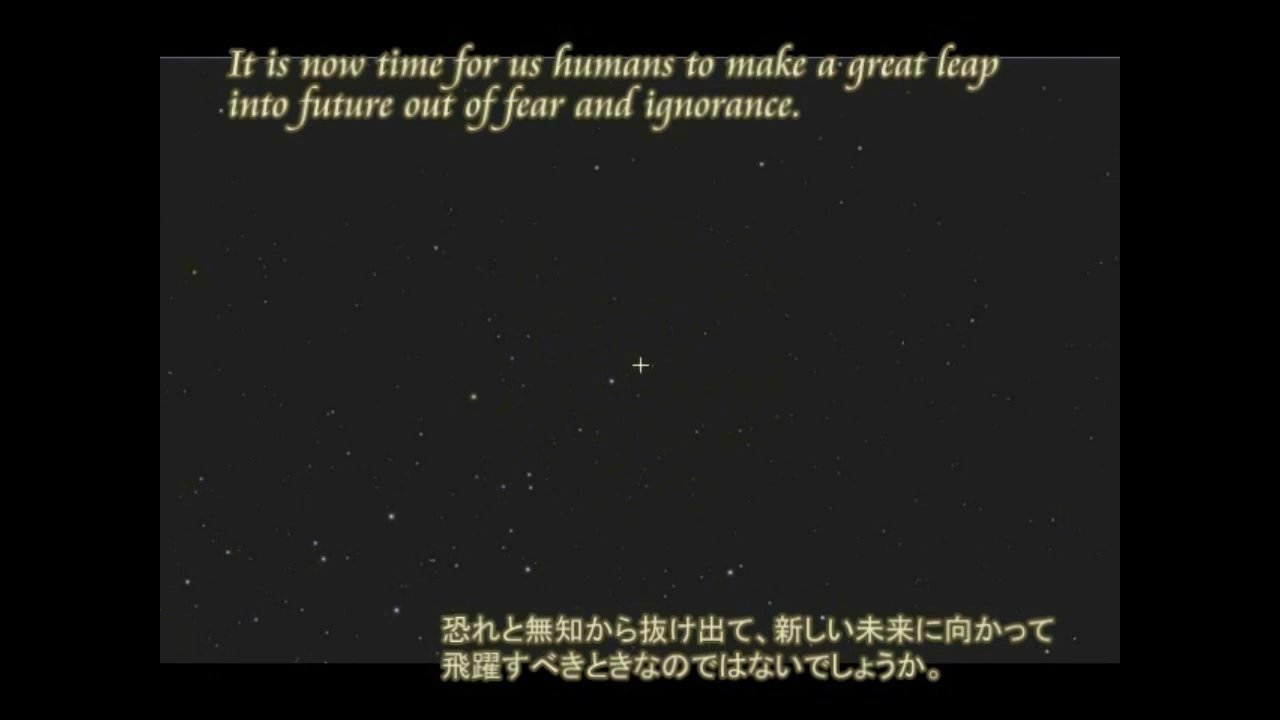 It is now time for us humans to make a great leap
into future out of fear and ignorance.
恐れと無知から抜け出て、新しい未来に向かって
飛躍すべきときなのではないでしょうか。